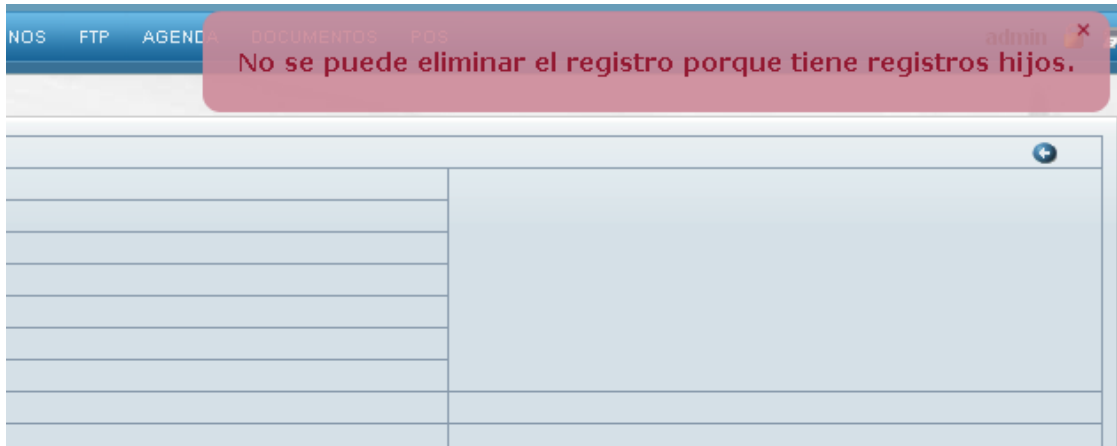 NOS FTP AGENDA DOCUMENTOS POS admin ×
No se puede eliminar el registro porque tiene registros hijos.